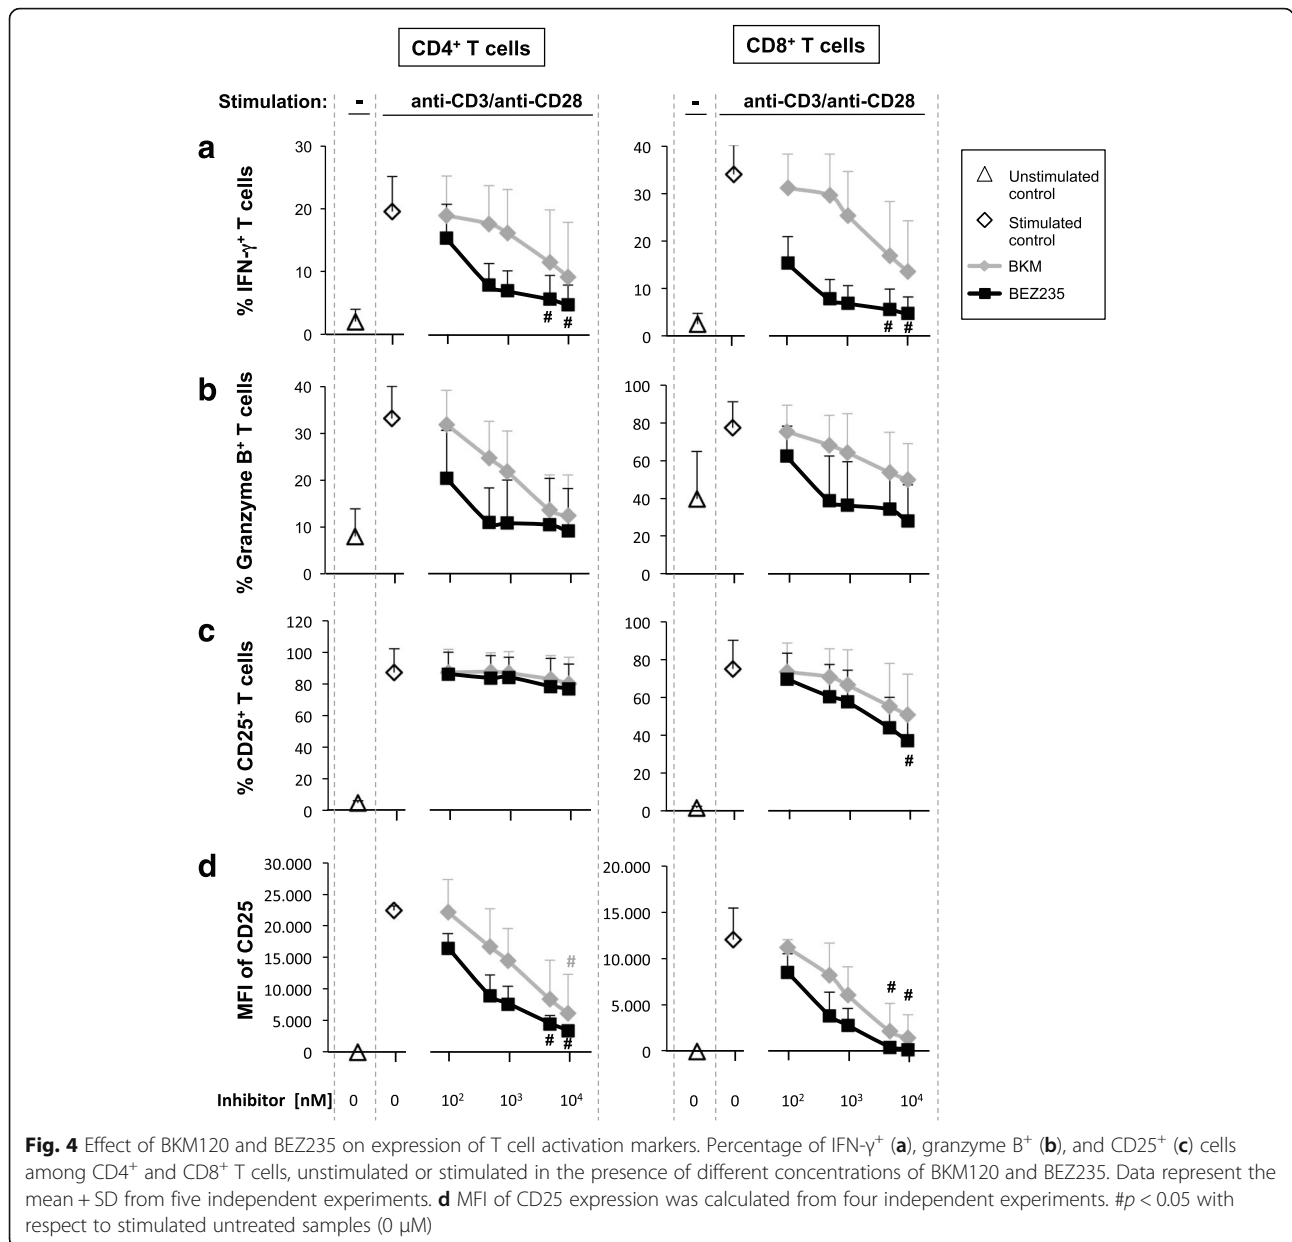 CD4⁺ T cells
CD8⁺ T cells
Stimulation: - anti-CD3/anti-CD28 - anti-CD3/anti-CD28
a
% IFN-γ⁺ T cells
30
20
10
0
40
30
20
10
0
# #
# #
Unstimulated
control
Stimulated
control
BKM
BEZ235
b
% Granzyme B⁺ T cells
40
30
20
10
0
100
80
60
40
20
0
c
% CD25⁺ T cells
120
100
80
60
40
20
0
100
80
60
40
20
0
#
d
MFI of CD25
30.000
25.000
20.000
15.000
10.000
5.000
0
#
# #
20.000
15.000
10.000
5.000
0
# #
Inhibitor [nM] 0 0 10² 10³ 10⁴ 0 0 10² 10³ 10⁴
Fig. 4 Effect of BKM120 and BEZ235 on expression of T cell activation markers. Percentage of IFN-γ⁺ (a), granzyme B⁺ (b), and CD25⁺ (c) cells
among CD4⁺ and CD8⁺ T cells, unstimulated or stimulated in the presence of different concentrations of BKM120 and BEZ235. Data represent the
mean + SD from five independent experiments. d MFI of CD25 expression was calculated from four independent experiments. #p < 0.05 with
respect to stimulated untreated samples (0 μM)